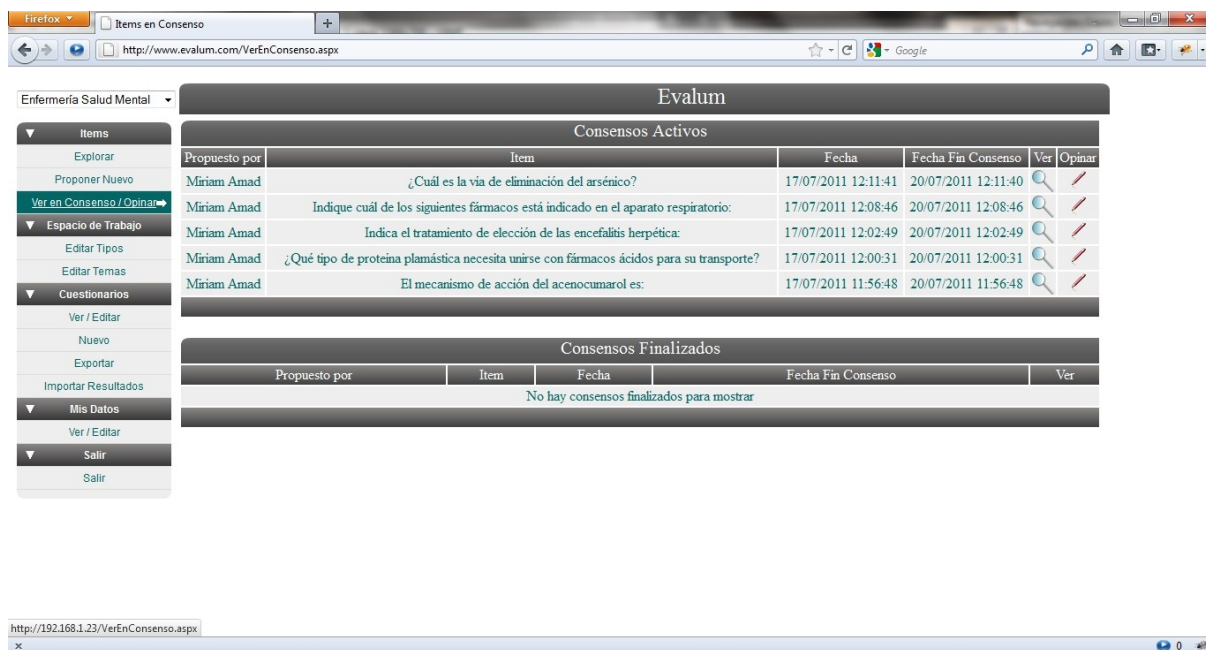 Firefox
Items en Consenso
http://www.evalum.com/VerEnConsenso.aspx
Google
Enfermería Salud Mental
Evalum
Items
Explorar
Proponer Nuevo
Ver en Consenso / Opinar
Espacio de Trabajo
Editar Tipos
Editar Temas
Cuestionarios
Ver / Editar
Nuevo
Exportar
Importar Resultados
Mis Datos
Ver / Editar
Salir
Salir
Consensos Activos
Propuesto por Item Fecha Fecha Fin Consenso Ver Opinar
Miriam Amad ¿Cuál es la via de eliminación del arsénico? 17/07/2011 12:11:41 20/07/2011 12:11:40
Miriam Amad Indique cuál de los siguientes fármacos está indicado en el aparato respiratorio: 17/07/2011 12:08:46 20/07/2011 12:08:46
Miriam Amad Indica el tratamiento de elección de las encefalitis herpética: 17/07/2011 12:02:49 20/07/2011 12:02:49
Miriam Amad ¿Qué tipo de proteina plamástica necesita unirse con fármacos ácidos para su transporte? 17/07/2011 12:00:31 20/07/2011 12:00:31
Miriam Amad El mecanismo de acción del acenocumarol es: 17/07/2011 11:56:48 20/07/2011 11:56:48
Consensos Finalizados
Propuesto por Item Fecha Fecha Fin Consenso Ver
No hay consensos finalizados para mostrar
http://192.168.1.23/VerEnConsenso.aspx
x 0